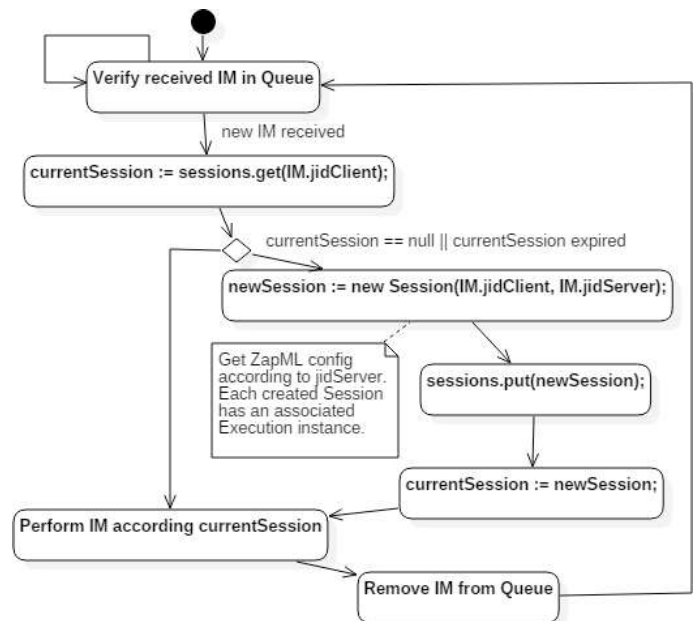 Verify received IM in Queue
new IM received
currentSession := sessions.get(IM.jidClient);
currentSession == null || currentSession expired
newSession := new Session(IM.jidClient, IM.jidServer);
Get ZapML config
according to jidServer.
Each created Session
has an associated
Execution instance.
sessions.put(newSession);
currentSession := newSession;
Perform IM according currentSession
Remove IM from Queue